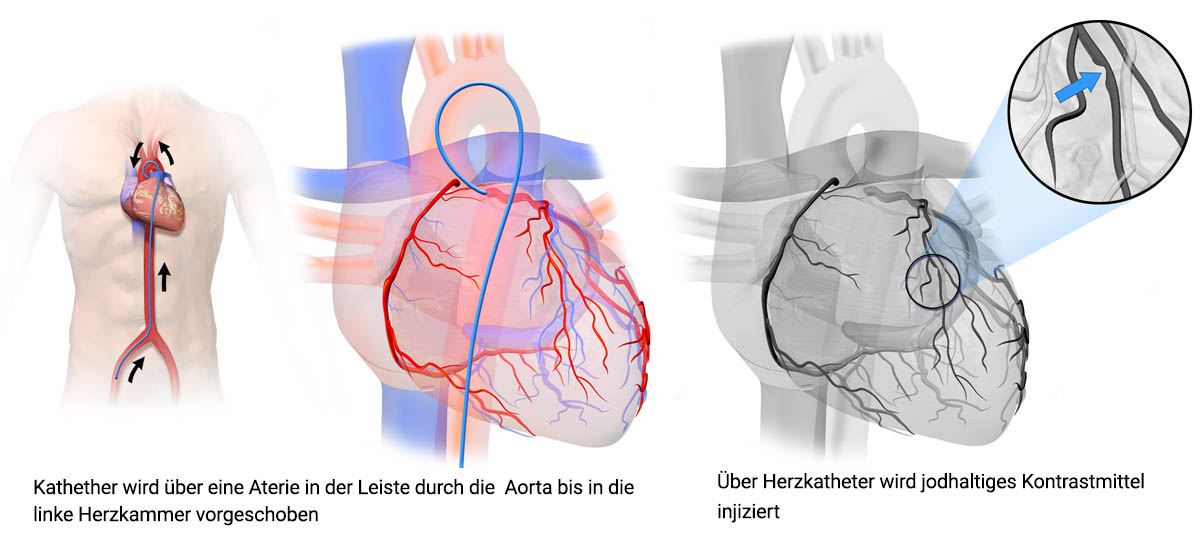 Kathether wird über eine Aterie in der Leiste durch die Aorta bis in die
linke Herzkammer vorgeschoben
Über Herzkatheter wird jodhaltiges Kontrastmittel
injiziert